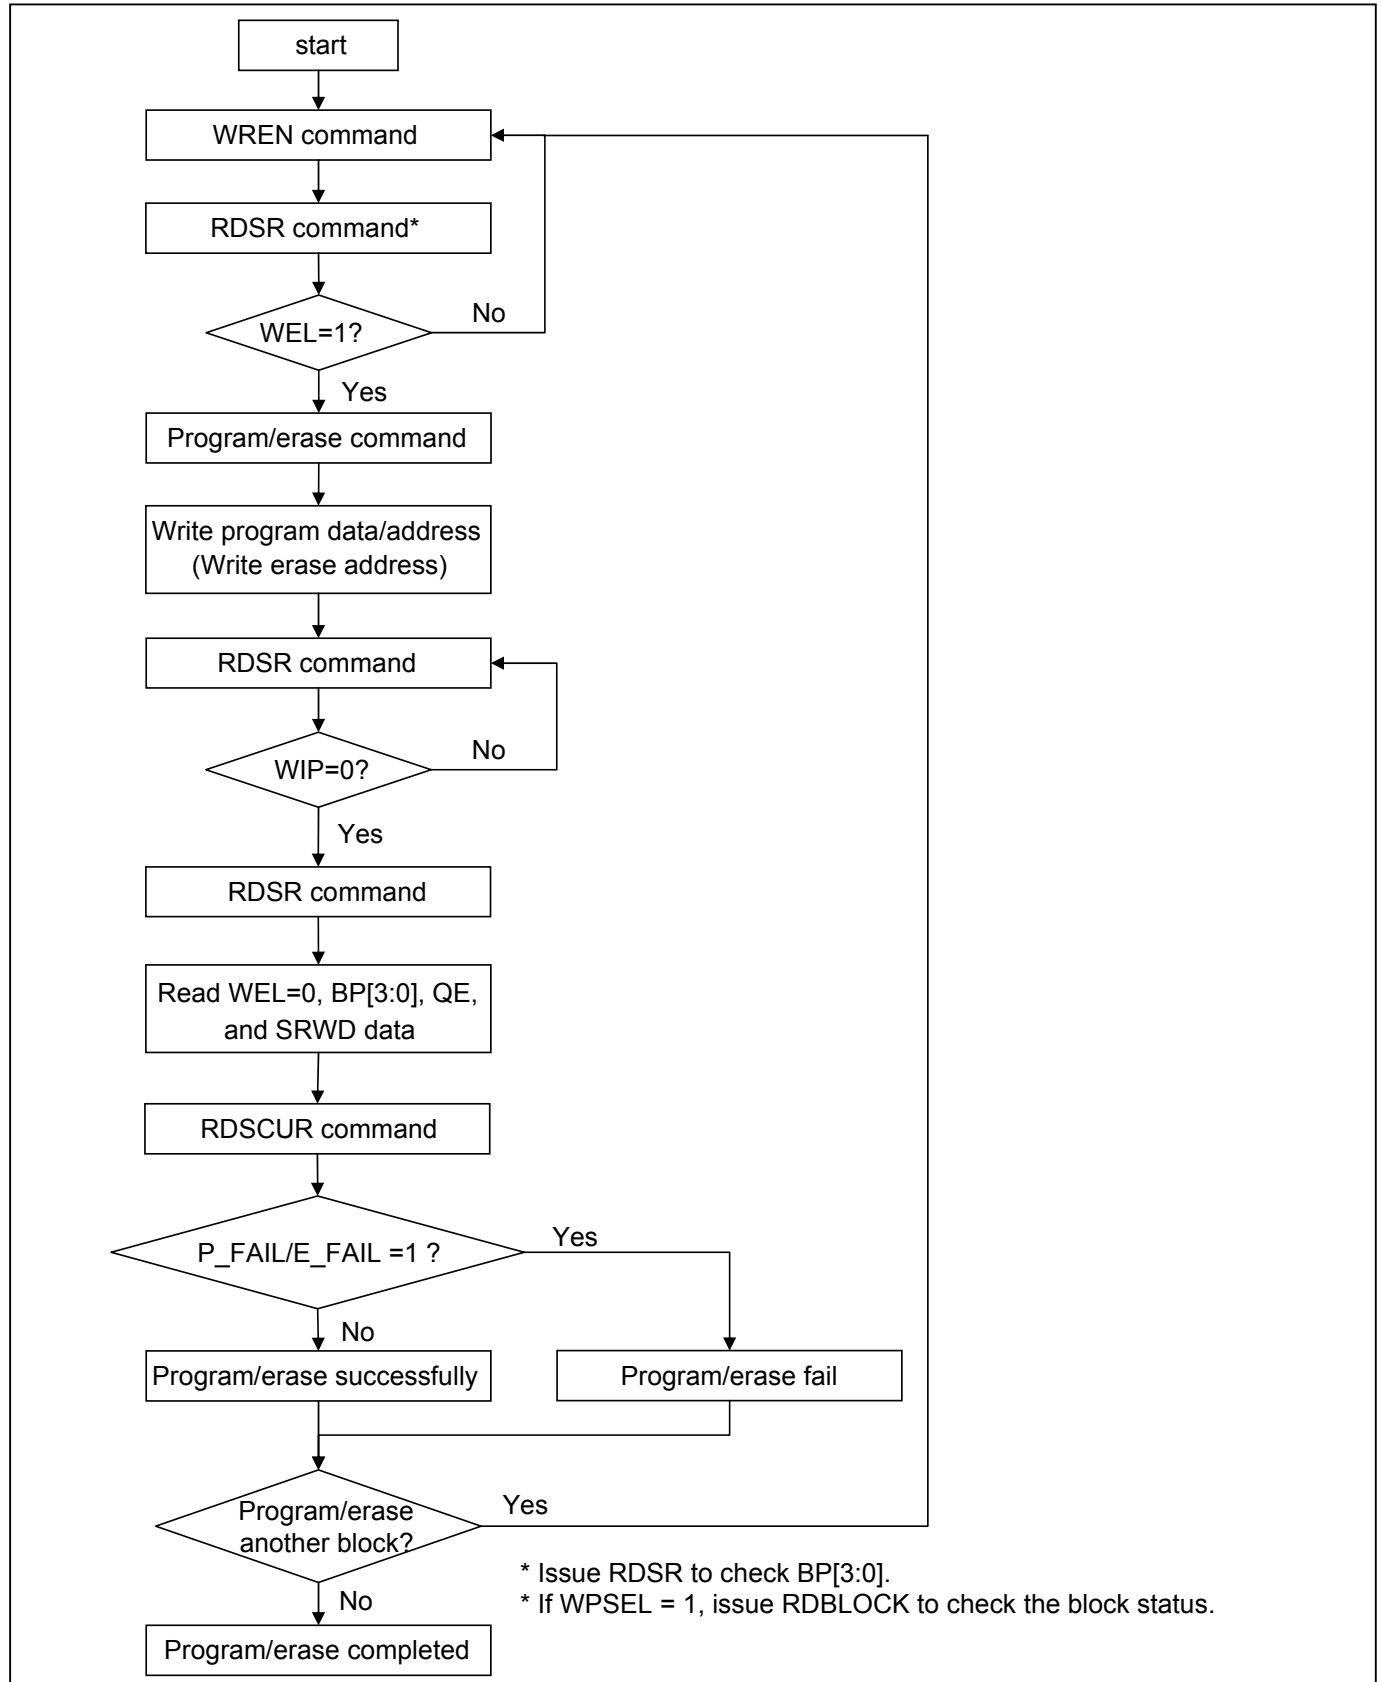 start
WREN command
RDSR command*
WEL=1?
No
Yes
Program/erase command
Write program data/address
(Write erase address)
RDSR command
WIP=0?
No
Yes
RDSR command
Read WEL=0, BP[3:0], QE,
and SRWD data
RDSCUR command
P_FAIL/E_FAIL =1 ?
Yes
No
Program/erase successfully
Program/erase fail
Program/erase
another block?
Yes
* Issue RDSR to check BP[3:0].
* If WPSEL = 1, issue RDBLOCK to check the block status.
No
Program/erase completed